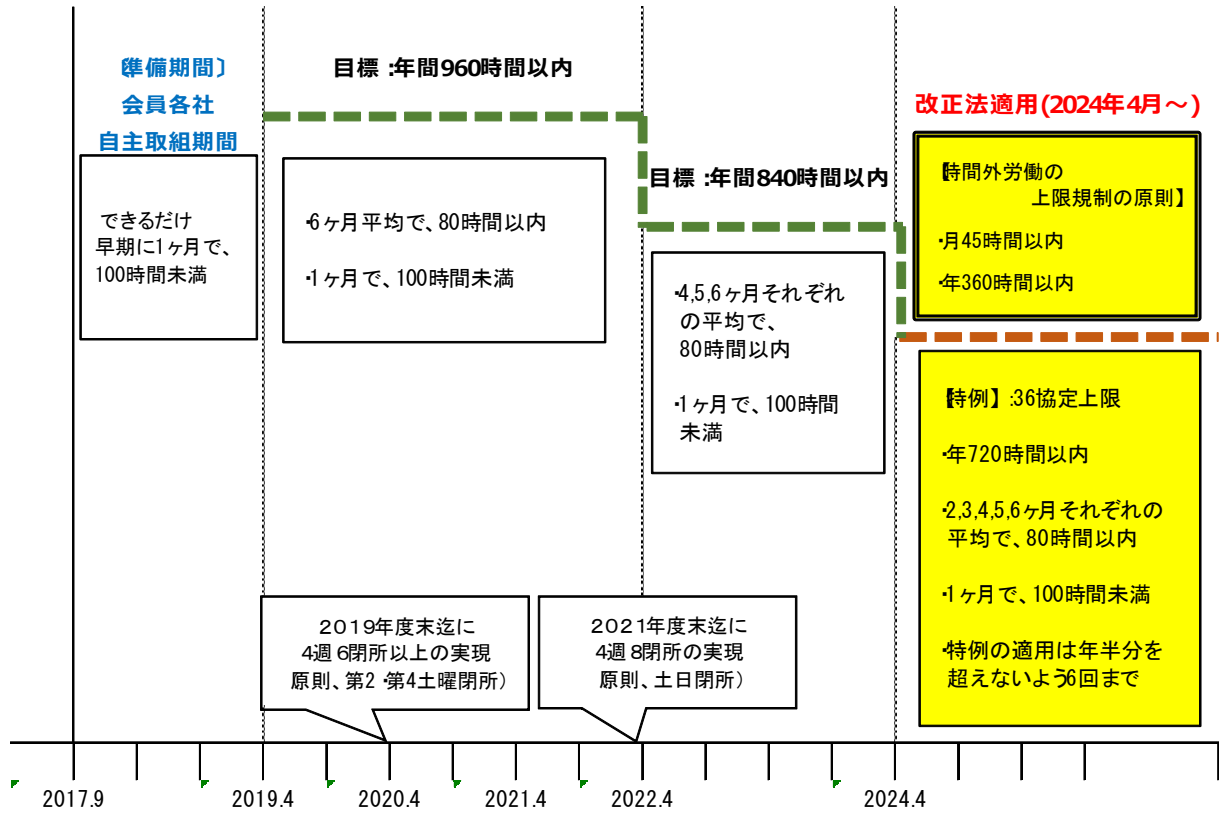 〔準備期間〕
会員各社
自主取組期間
できるだけ
早期に1ヶ月で、
100時間未満
目標：年間960時間以内
・6ヶ月平均で、80時間以内
・1ヶ月で、100時間未満
目標：年間840時間以内
・4,5,6ヶ月それぞれ
の平均で、
80時間以内
・1ヶ月で、100時間
未満
改正法適用(2024年4月～)
【時間外労働の
上限規制の原則】
・月45時間以内
・年360時間以内
【特例】：36協定上限
・年720時間以内
・2,3,4,5,6ヶ月それぞれの
平均で、80時間以内
・1ヶ月で、100時間未満
・特例の適用は年半分を
超えないよう6回まで
2019年度末迄に
4週6閉所以上の実現
原則、第2・第4土曜閉所）
2021年度末迄に
4週8閉所の実現
原則、土日閉所）
2017.9
2019.4
2020.4
2021.4
2022.4
2024.4